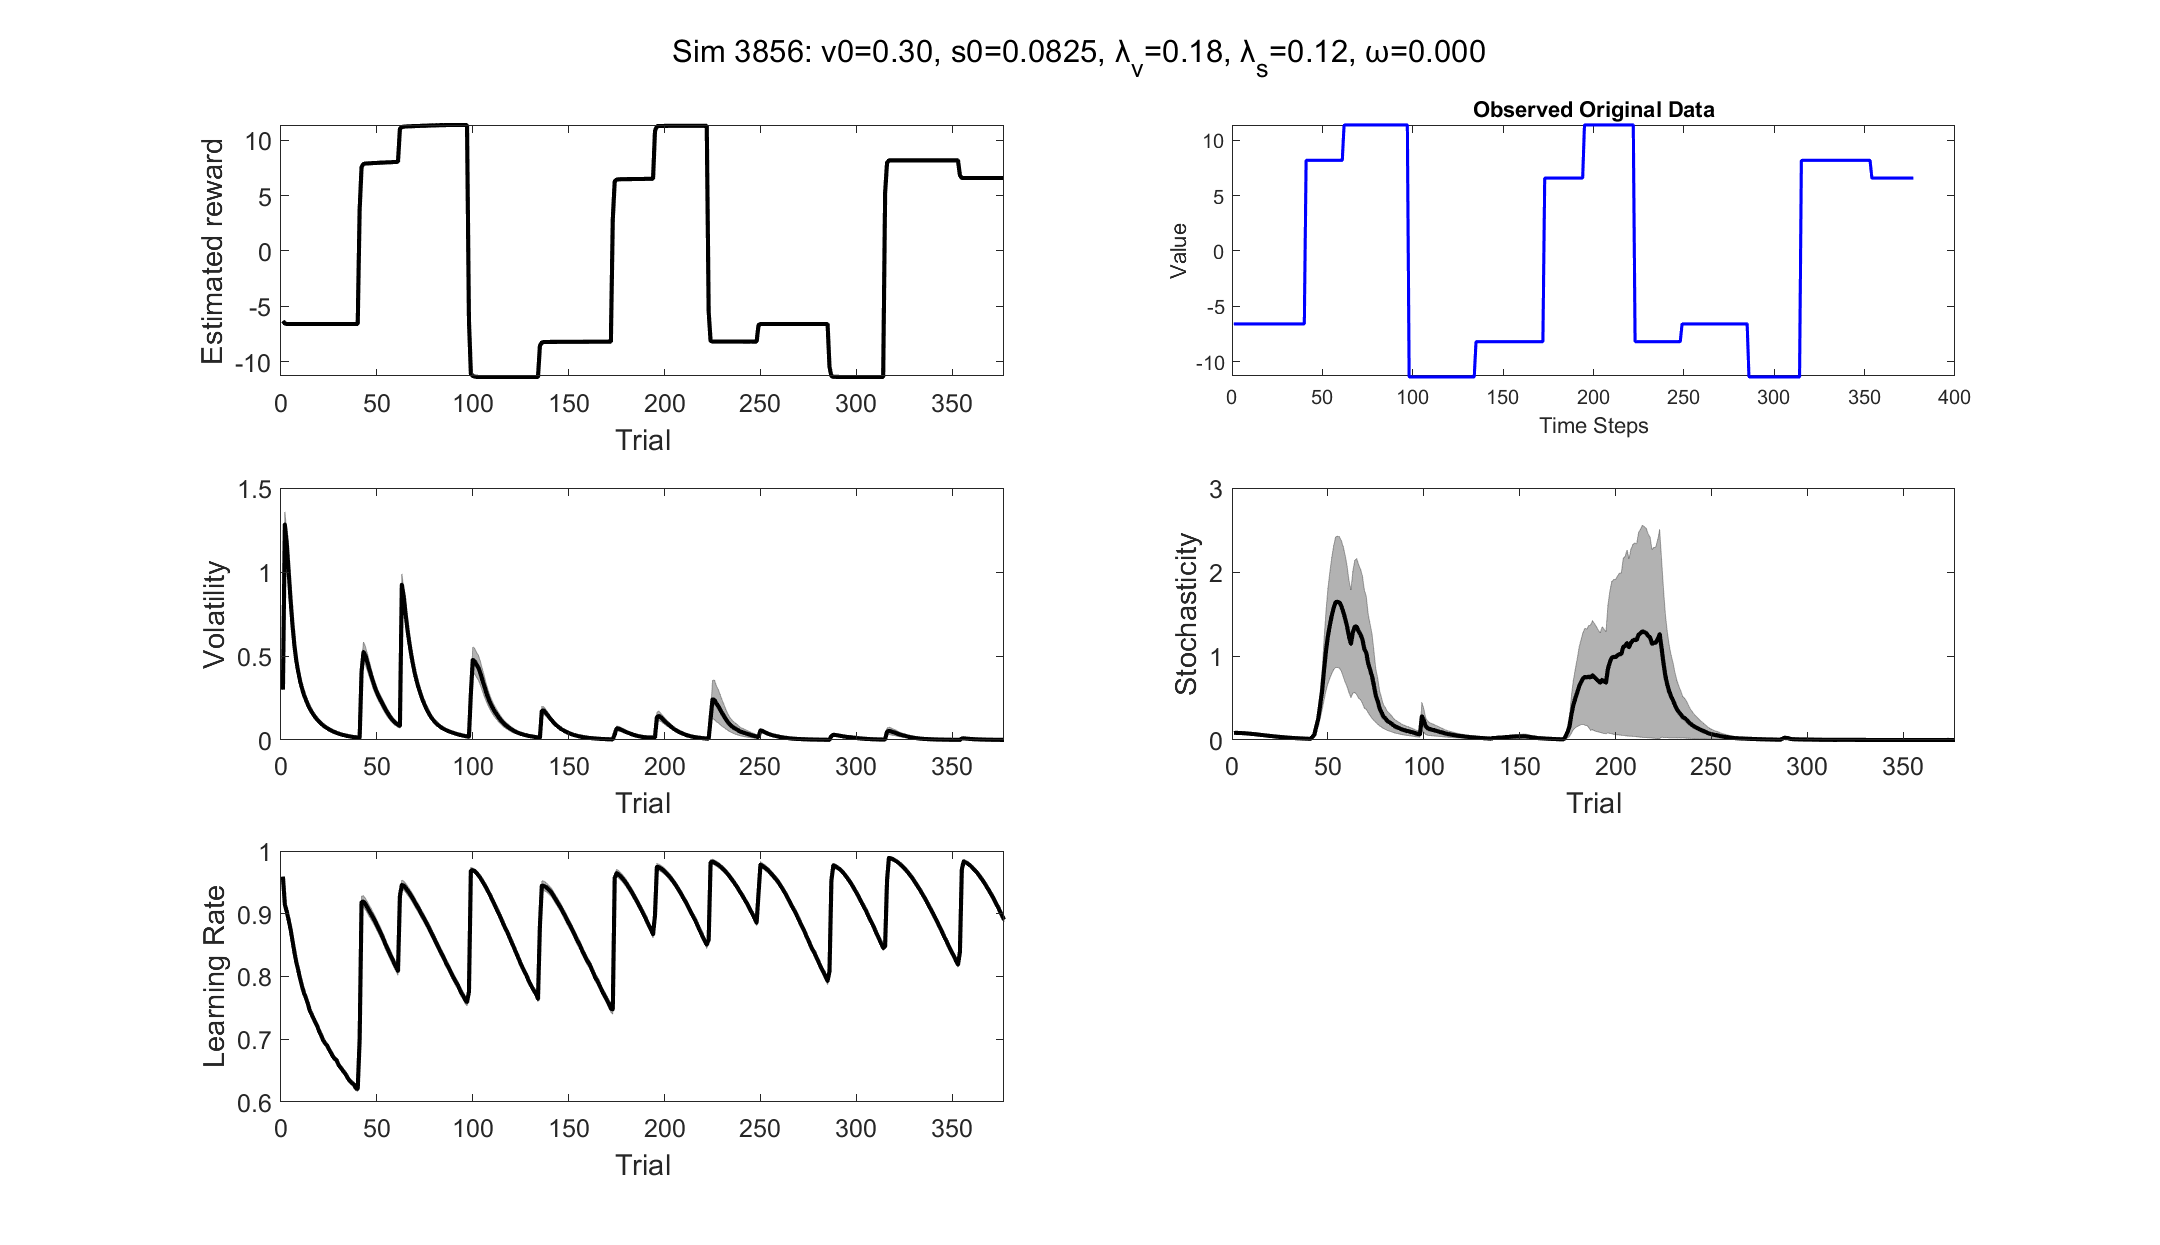 Sim 3856: v0=0.30, s0=0.0825, λv=0.18, λs=0.12, ω=0.000
Estimated reward
10
5
0
-5
-10
0 50 100 150 200 250 300 350
Trial
Observed Original Data
Value
10
5
0
-5
-10
0 50 100 150 200 250 300 350 400
Time Steps
Volatility
1.5
1
0.5
0
0 50 100 150 200 250 300 350
Trial
Stochasticity
3
2
1
0
0 50 100 150 200 250 300 350
Trial
Learning Rate
1
0.9
0.8
0.7
0.6
0 50 100 150 200 250 300 350
Trial